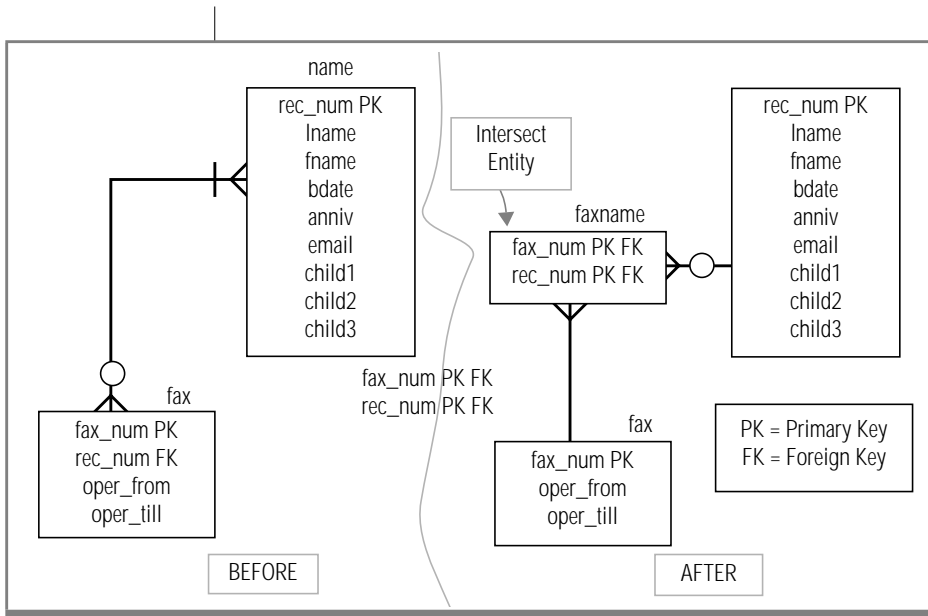 name
rec_num PK
lname
fname
bdate
anniv
email
child1
child2
child3
fax
fax_num PK
rec_num FK
oper_from
oper_till
BEFORE
fax_num PK FK
rec_num PK FK
Intersect
Entity
faxname
fax_num PK FK
rec_num PK FK
rec_num PK
lname
fname
bdate
anniv
email
child1
child2
child3
fax
fax_num PK
oper_from
oper_till
PK = Primary Key
FK = Foreign Key
AFTER